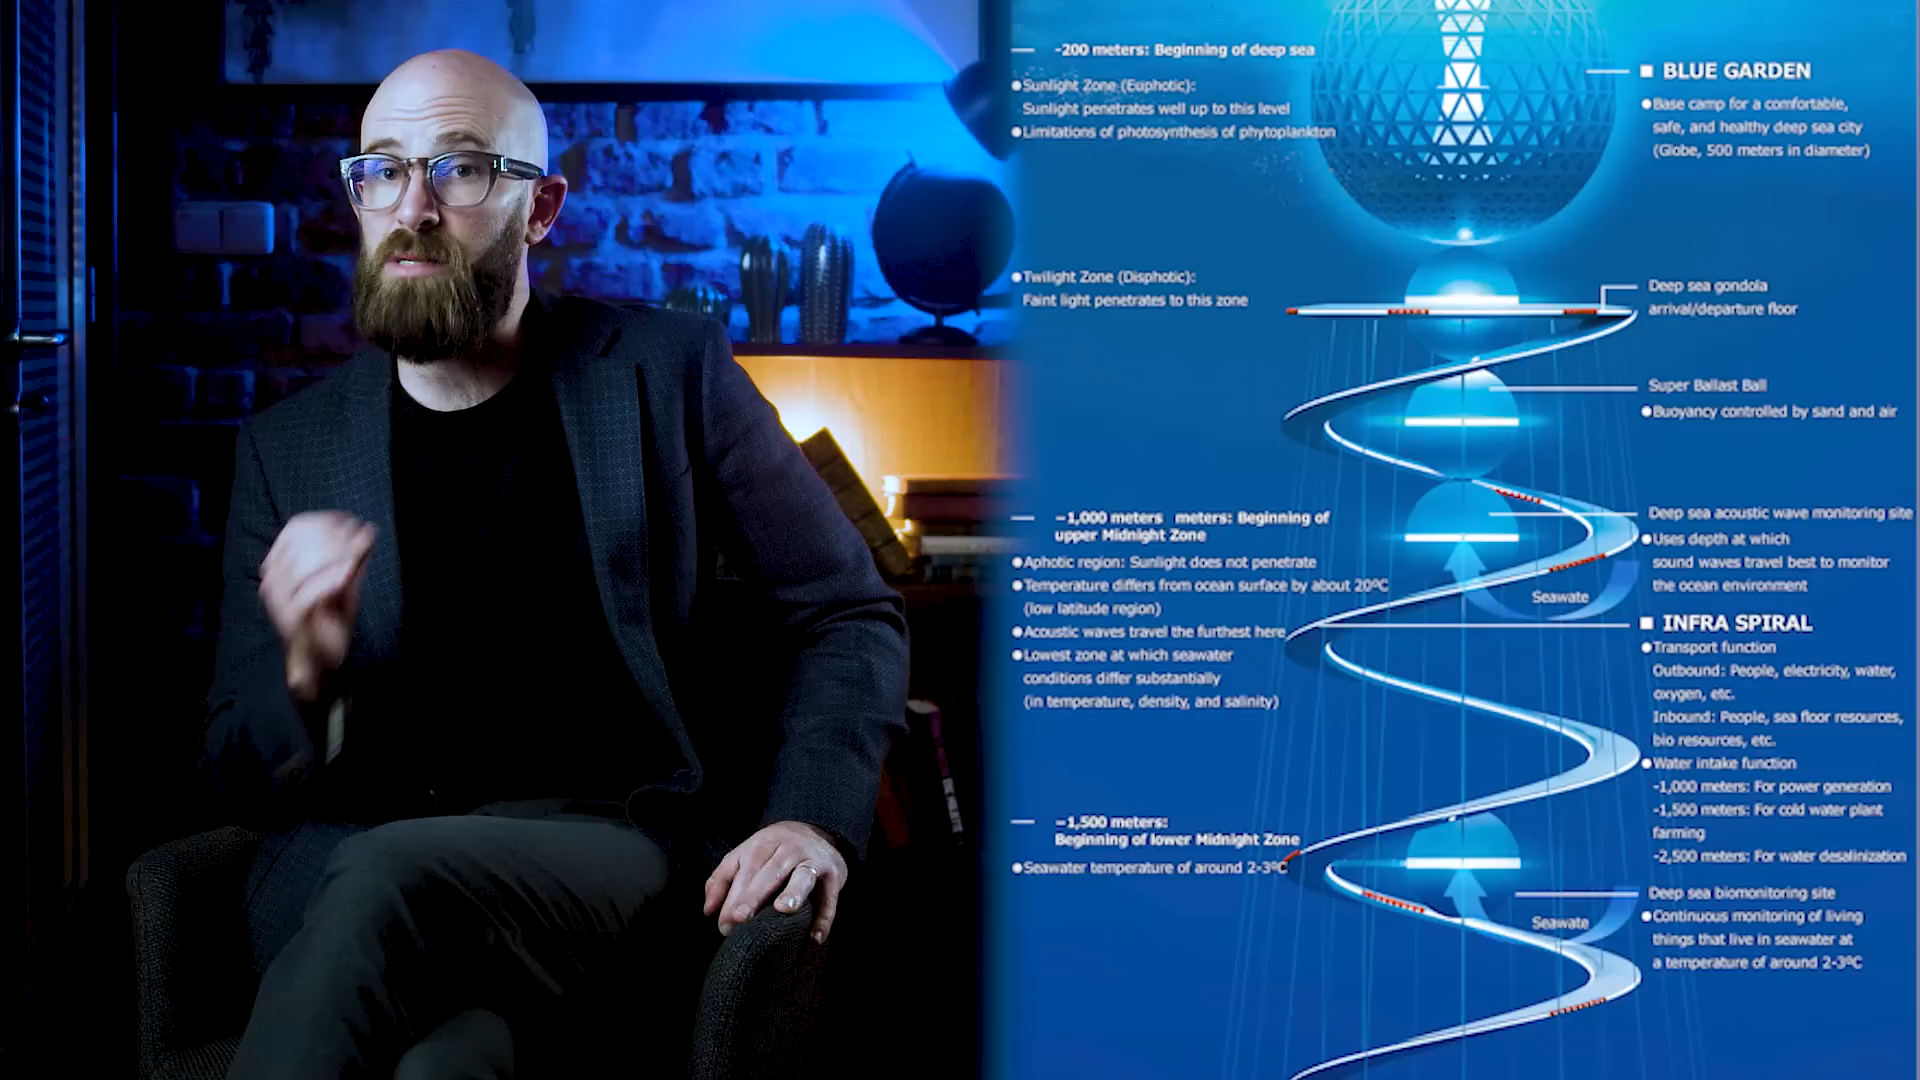 -200 meters: Beginning of deep sea
Sunlight Zone (Euphotic):
Sunlight penetrates well up to this level
Limitations of photosynthesis of phytoplankton
Twilight Zone (Disphotic):
Faint light penetrates to this zone
-1,000 meters meters: Beginning of
upper Midnight Zone
Aphotic region: Sunlight does not penetrate
Temperature differs from ocean surface by about 20ºC
(low latitude region)
Acoustic waves travel the furthest here
Lowest zone at which seawater
conditions differ substantially
(in temperature, density, and salinity)
-1,500 meters:
Beginning of lower Midnight Zone
Seawater temperature of around 2-3ºC
BLUE GARDEN
Base camp for a comfortable,
safe, and healthy deep sea city
(Globe, 500 meters in diameter)
Deep sea gondola
arrival/departure floor
Super Ballast Ball
Buoyancy controlled by sand and air
Deep sea acoustic wave monitoring site
Uses depth at which
sound waves travel best to monitor
the ocean environment
Seawate
INFRA SPIRAL
Transport function
Outbound: People, electricity, water,
oxygen, etc.
Inbound: People, sea floor resources,
bio resources, etc.
Water intake function
-1,000 meters: For power generation
-1,500 meters: For cold water plant
farming
-2,500 meters: For water desalinization
Deep sea biomonitoring site
Continuous monitoring of living
things that live in seawater at
a temperature of around 2-3ºC
Seawate